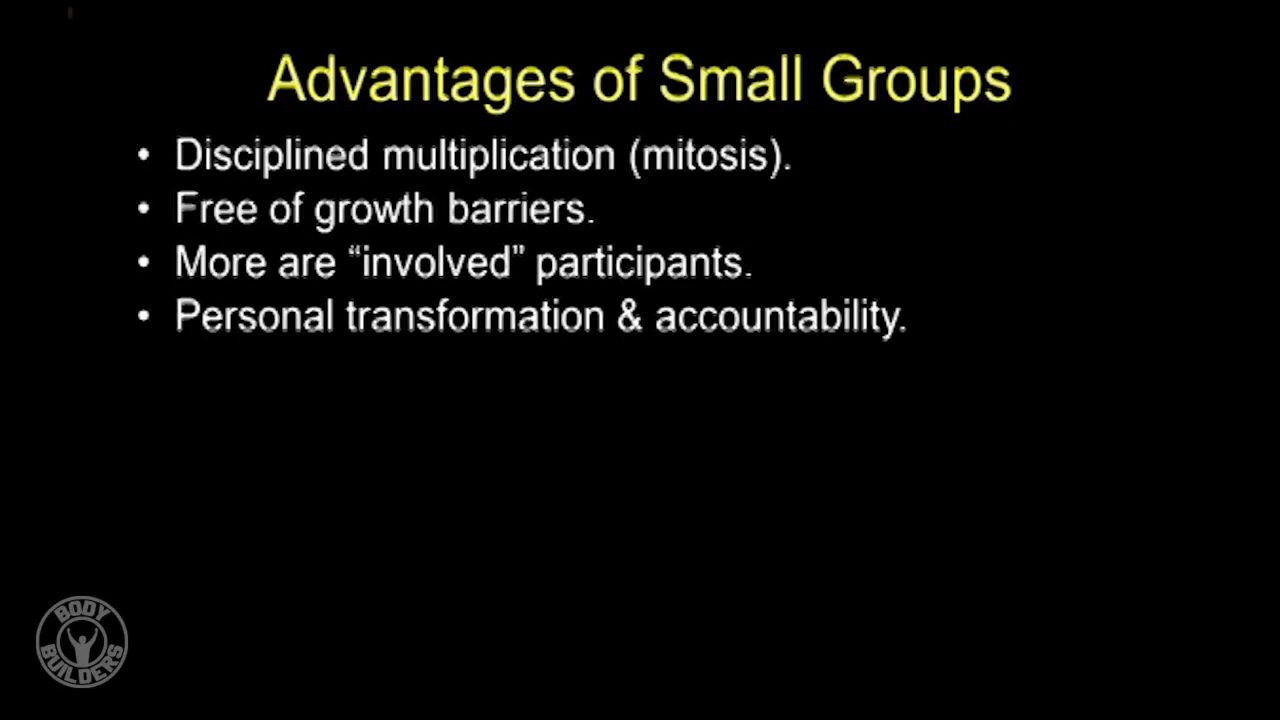 Advantages of Small Groups
• Disciplined multiplication (mitosis).
• Free of growth barriers.
• More are “involved” participants.
• Personal transformation & accountability.
BODY
BUILDERS